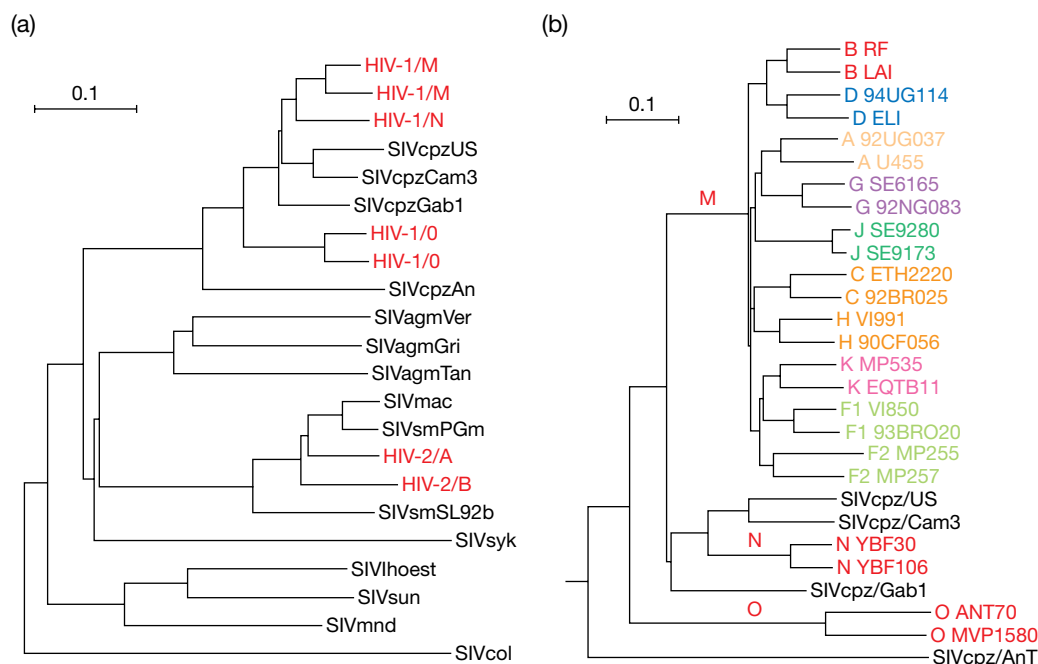 (a)
0.1
HIV-1/M
HIV-1/M
HIV-1/N
SIVcpzUS
SIVcpzCam3
SIVcpzGab1
HIV-1/0
HIV-1/0
SIVcpzAn
SIVagmVer
SIVagmGri
SIVagmTan
SIVmac
SIVsmPGm
HIV-2/A
HIV-2/B
SIVsmSL92b
SIVsyk
SIVlhoest
SIVsun
SIVmnd
SIVcol
(b)
0.1
B RF
B LAI
D 94UG114
D ELI
A 92UG037
A U455
G SE6165
M
G 92NG083
J SE9280
J SE9173
C ETH2220
C 92BR025
H VI991
H 90CF056
K MP535
K EQTB11
F1 VI850
F1 93BRO20
F2 MP255
F2 MP257
SIVcpz/US
SIVcpz/Cam3
N
N YBF30
N YBF106
SIVcpz/Gab1
O
O ANT70
O MVP1580
SIVcpz/AnT